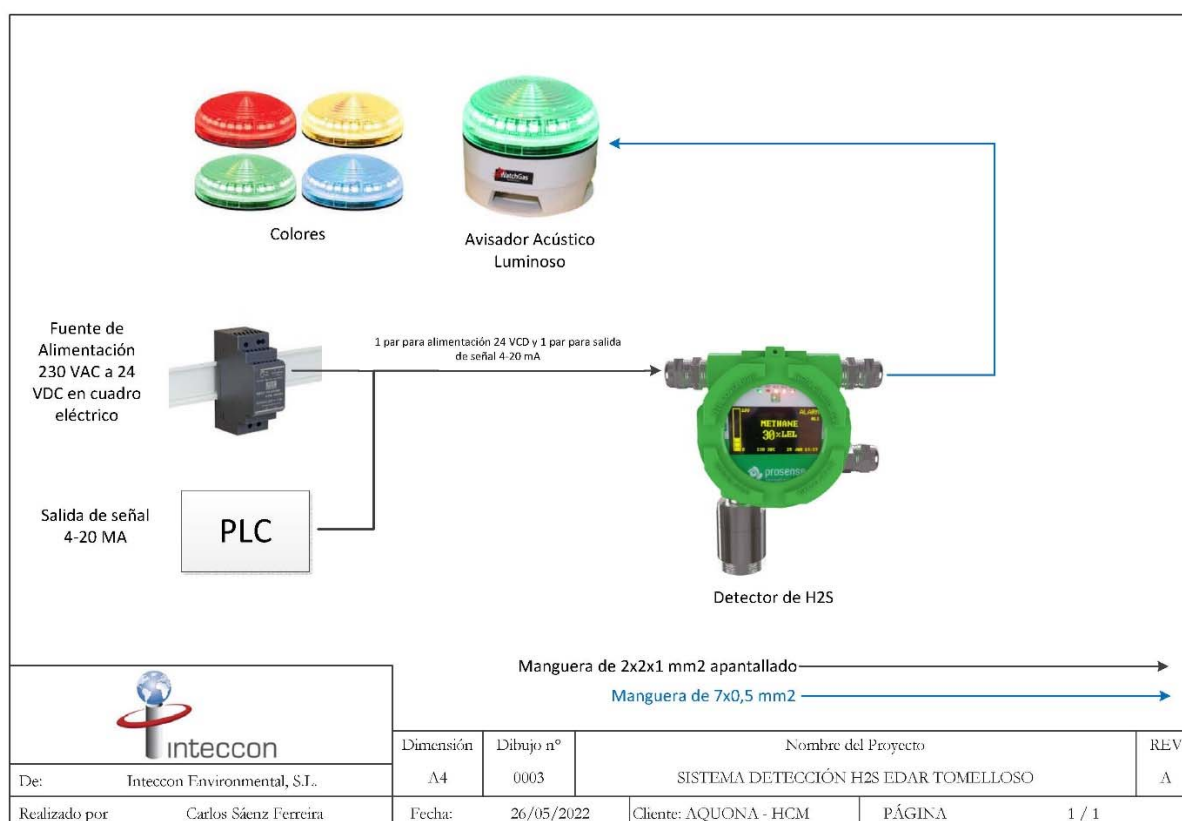 WatchGas
Colores
Avisador Acústico
Luminoso
Fuente de
Alimentación
230 VAC a 24
VDC en cuadro
eléctrico
1 par para alimentación 24 VCD y 1 par para salida
de señal 4-20 mA
ALARM
METHANE
30%LEL
prosense
Salida de señal
4-20 MA
PLC
Detector de H2S
Manguera de 2x2x1 mm2 apantallado
Manguera de 7x0,5 mm2
inteccon
Dimensión
Dibujo nº
Nombre del Proyecto
REV
De:
Inteccon Environmental, S.L.
A4
0003
SISTEMA DETECCIÓN H2S EDAR TOMELLOSO
A
Realizado por
Carlos Sáenz Ferreira
Fecha:
26/05/2022
Cliente: AQUONA - HCM
PÁGINA
1 / 1